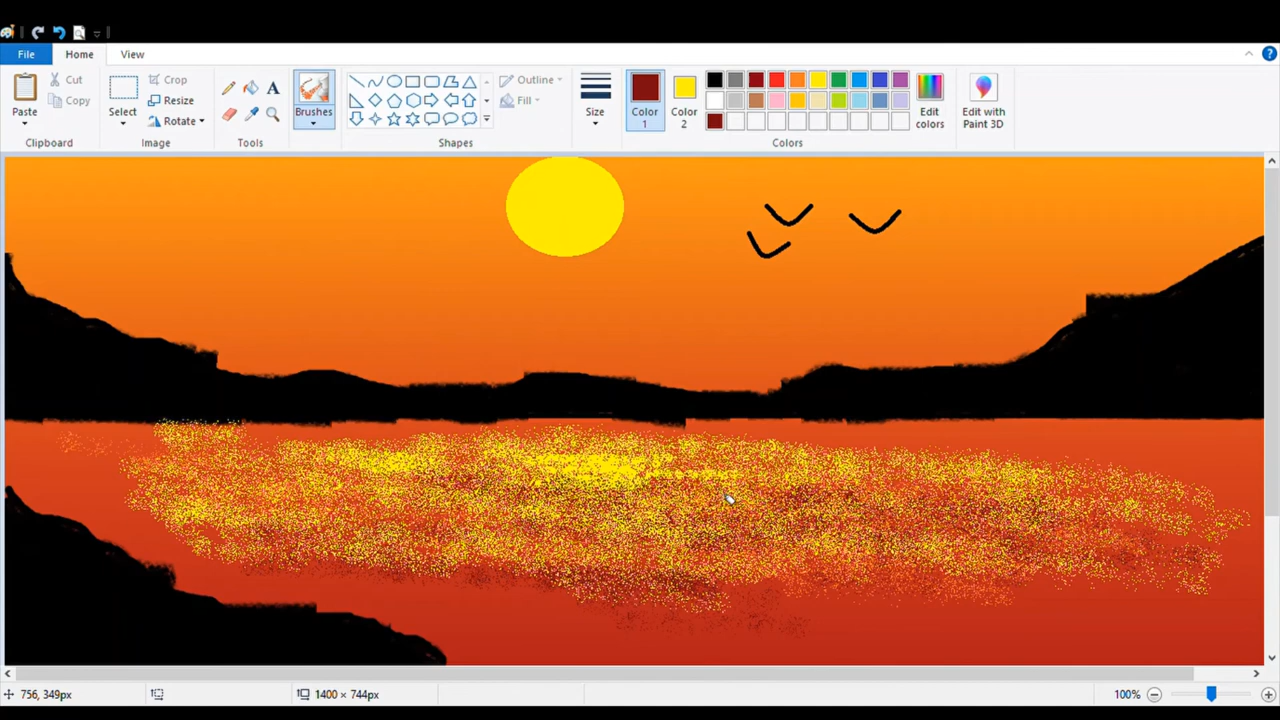 File Home View
Paste
Cut
Copy
Clipboard
Select
Crop
Resize
Rotate
Image
A
Tools
Brushes
Shapes
Outline
Fill
Size
Color
1
Color
2
Edit
colors
Colors
Edit with
Paint 3D
?
756, 349px
1400 × 744px
100%